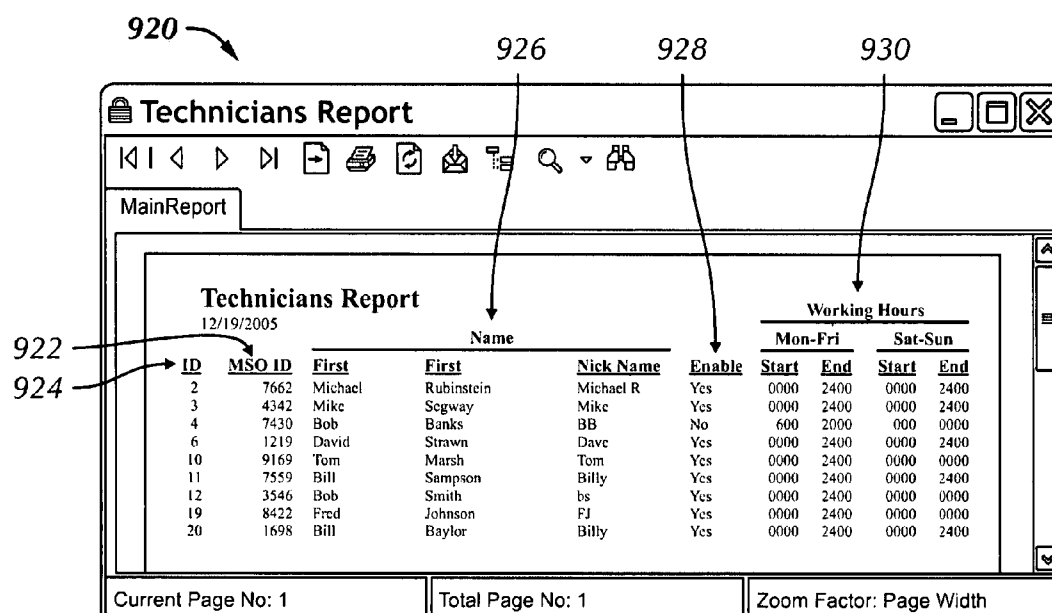 920
926 928 930
Technicians Report
MainReport
Technicians Report
12/19/2005
Working Hours
Name Mon-Fri Sat-Sun
922
924
ID MSO ID First First Nick Name Enable Start End Start End
2 7662 Michael Rubinstein Michael R Yes 0000 2400 0000 2400
3 4342 Mike Segway Mike Yes 0000 2400 0000 2400
4 7430 Bob Banks BB No 600 2000 000 0000
6 1219 David Strawn Dave Yes 0000 2400 0000 2400
10 9169 Tom Marsh Tom Yes 0000 2400 0000 0000
11 7559 Bill Sampson Billy Yes 0000 2400 0000 2400
12 3546 Bob Smith bs Yes 0000 2400 0000 0000
19 8422 Fred Johnson FJ Yes 0000 2400 0000 0000
20 1698 Bill Baylor Billy Yes 0000 2400 0000 2400
Current Page No: 1 Total Page No: 1 Zoom Factor: Page Width